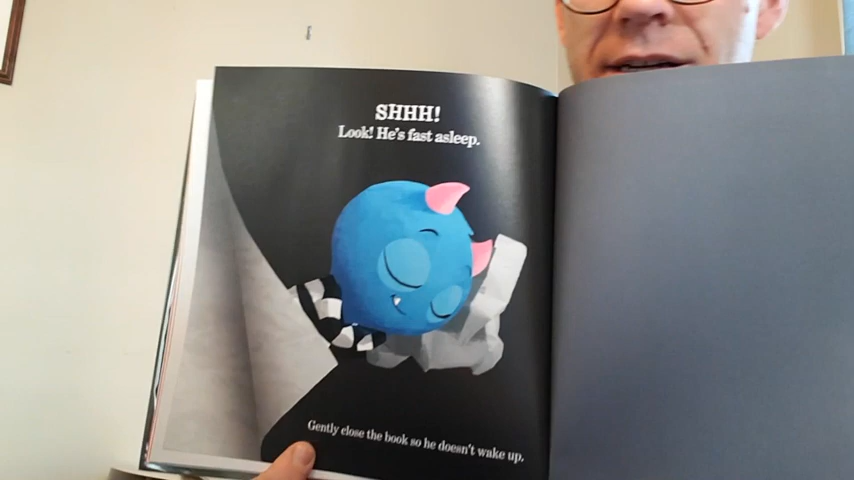 SHHH!
Look! He's fast asleep.
Gently close the book so he doesn't wake up.